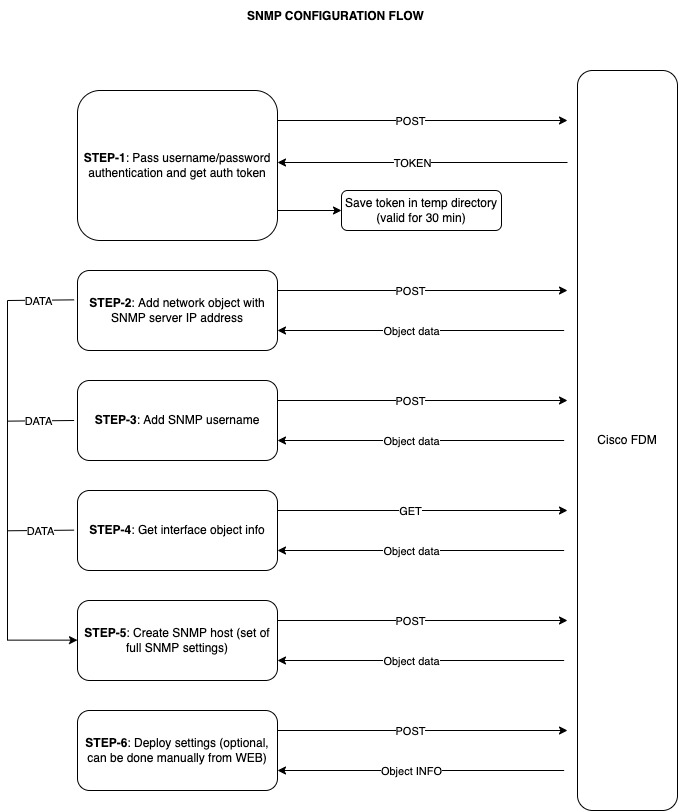 SNMP CONFIGURATION FLOW
POST
STEP-1: Pass username/password
authentication and get auth token
TOKEN
Save token in temp directory
(valid for 30 min)
DATA
STEP-2: Add network object with
SNMP server IP address
POST
Object data
DATA
STEP-3: Add SNMP username
POST
Object data
Cisco FDM
DATA
STEP-4: Get interface object info
GET
Object data
STEP-5: Create SNMP host (set of
full SNMP settings)
POST
Object data
STEP-6: Deploy settings (optional,
can be done manually from WEB)
POST
Object INFO